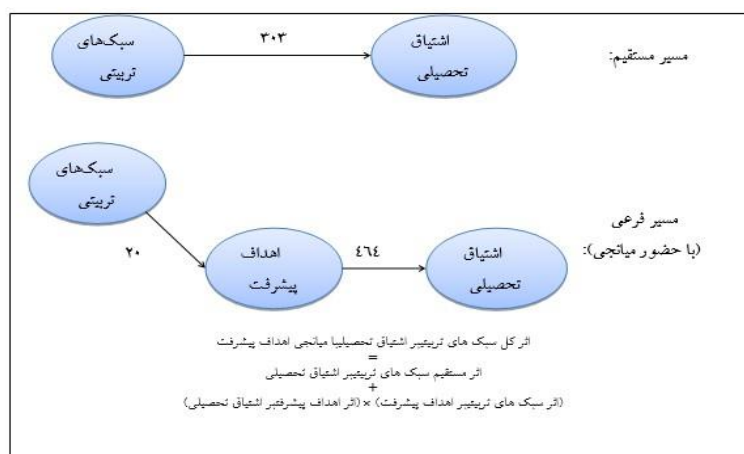 سبک‌های
تربیتی
۳۰۳
اشتیاق
تحصیلی
مسیر مستقیم:
سبک‌های
تربیتی
۲۰
اهداف
پیشرفت
٤٦٤
اشتیاق
تحصیلی
مسیر فرعی
(با حضور میانجی):
اثر کل سبک های تربیتیبر اشتیاق تحصیلیبا میانجی اهداف پیشرفت
=
اثر مستقیم سبک های تربیتیبر اشتیاق تحصیلی
+
(اثر سبک های تربیتیبر اهداف پیشرفت) × (اثر اهداف پیشرفتبر اشتیاق تحصیلی)